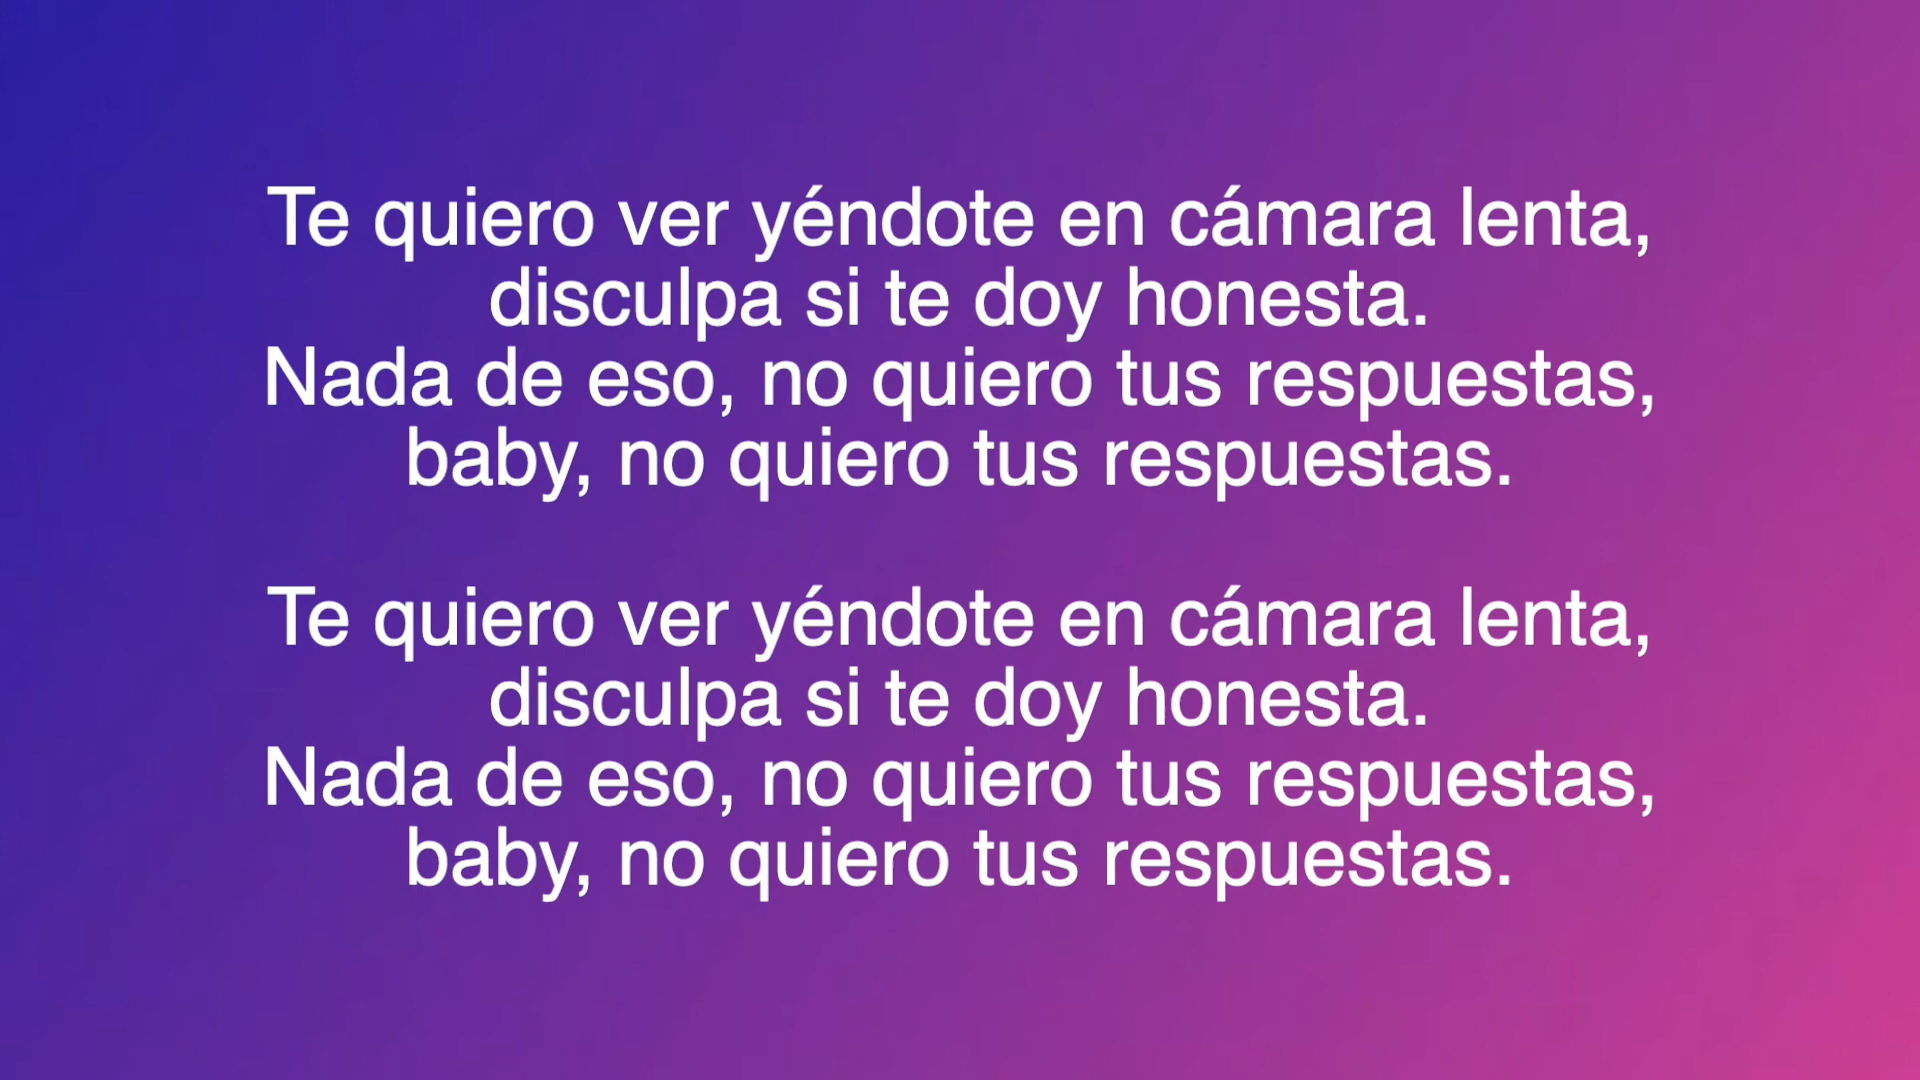 Te quiero ver yéndote en cámara lenta,
disculpa si te doy honesta.
Nada de eso, no quiero tus respuestas,
baby, no quiero tus respuestas.
Te quiero ver yéndote en cámara lenta,
disculpa si te doy honesta.
Nada de eso, no quiero tus respuestas,
baby, no quiero tus respuestas.